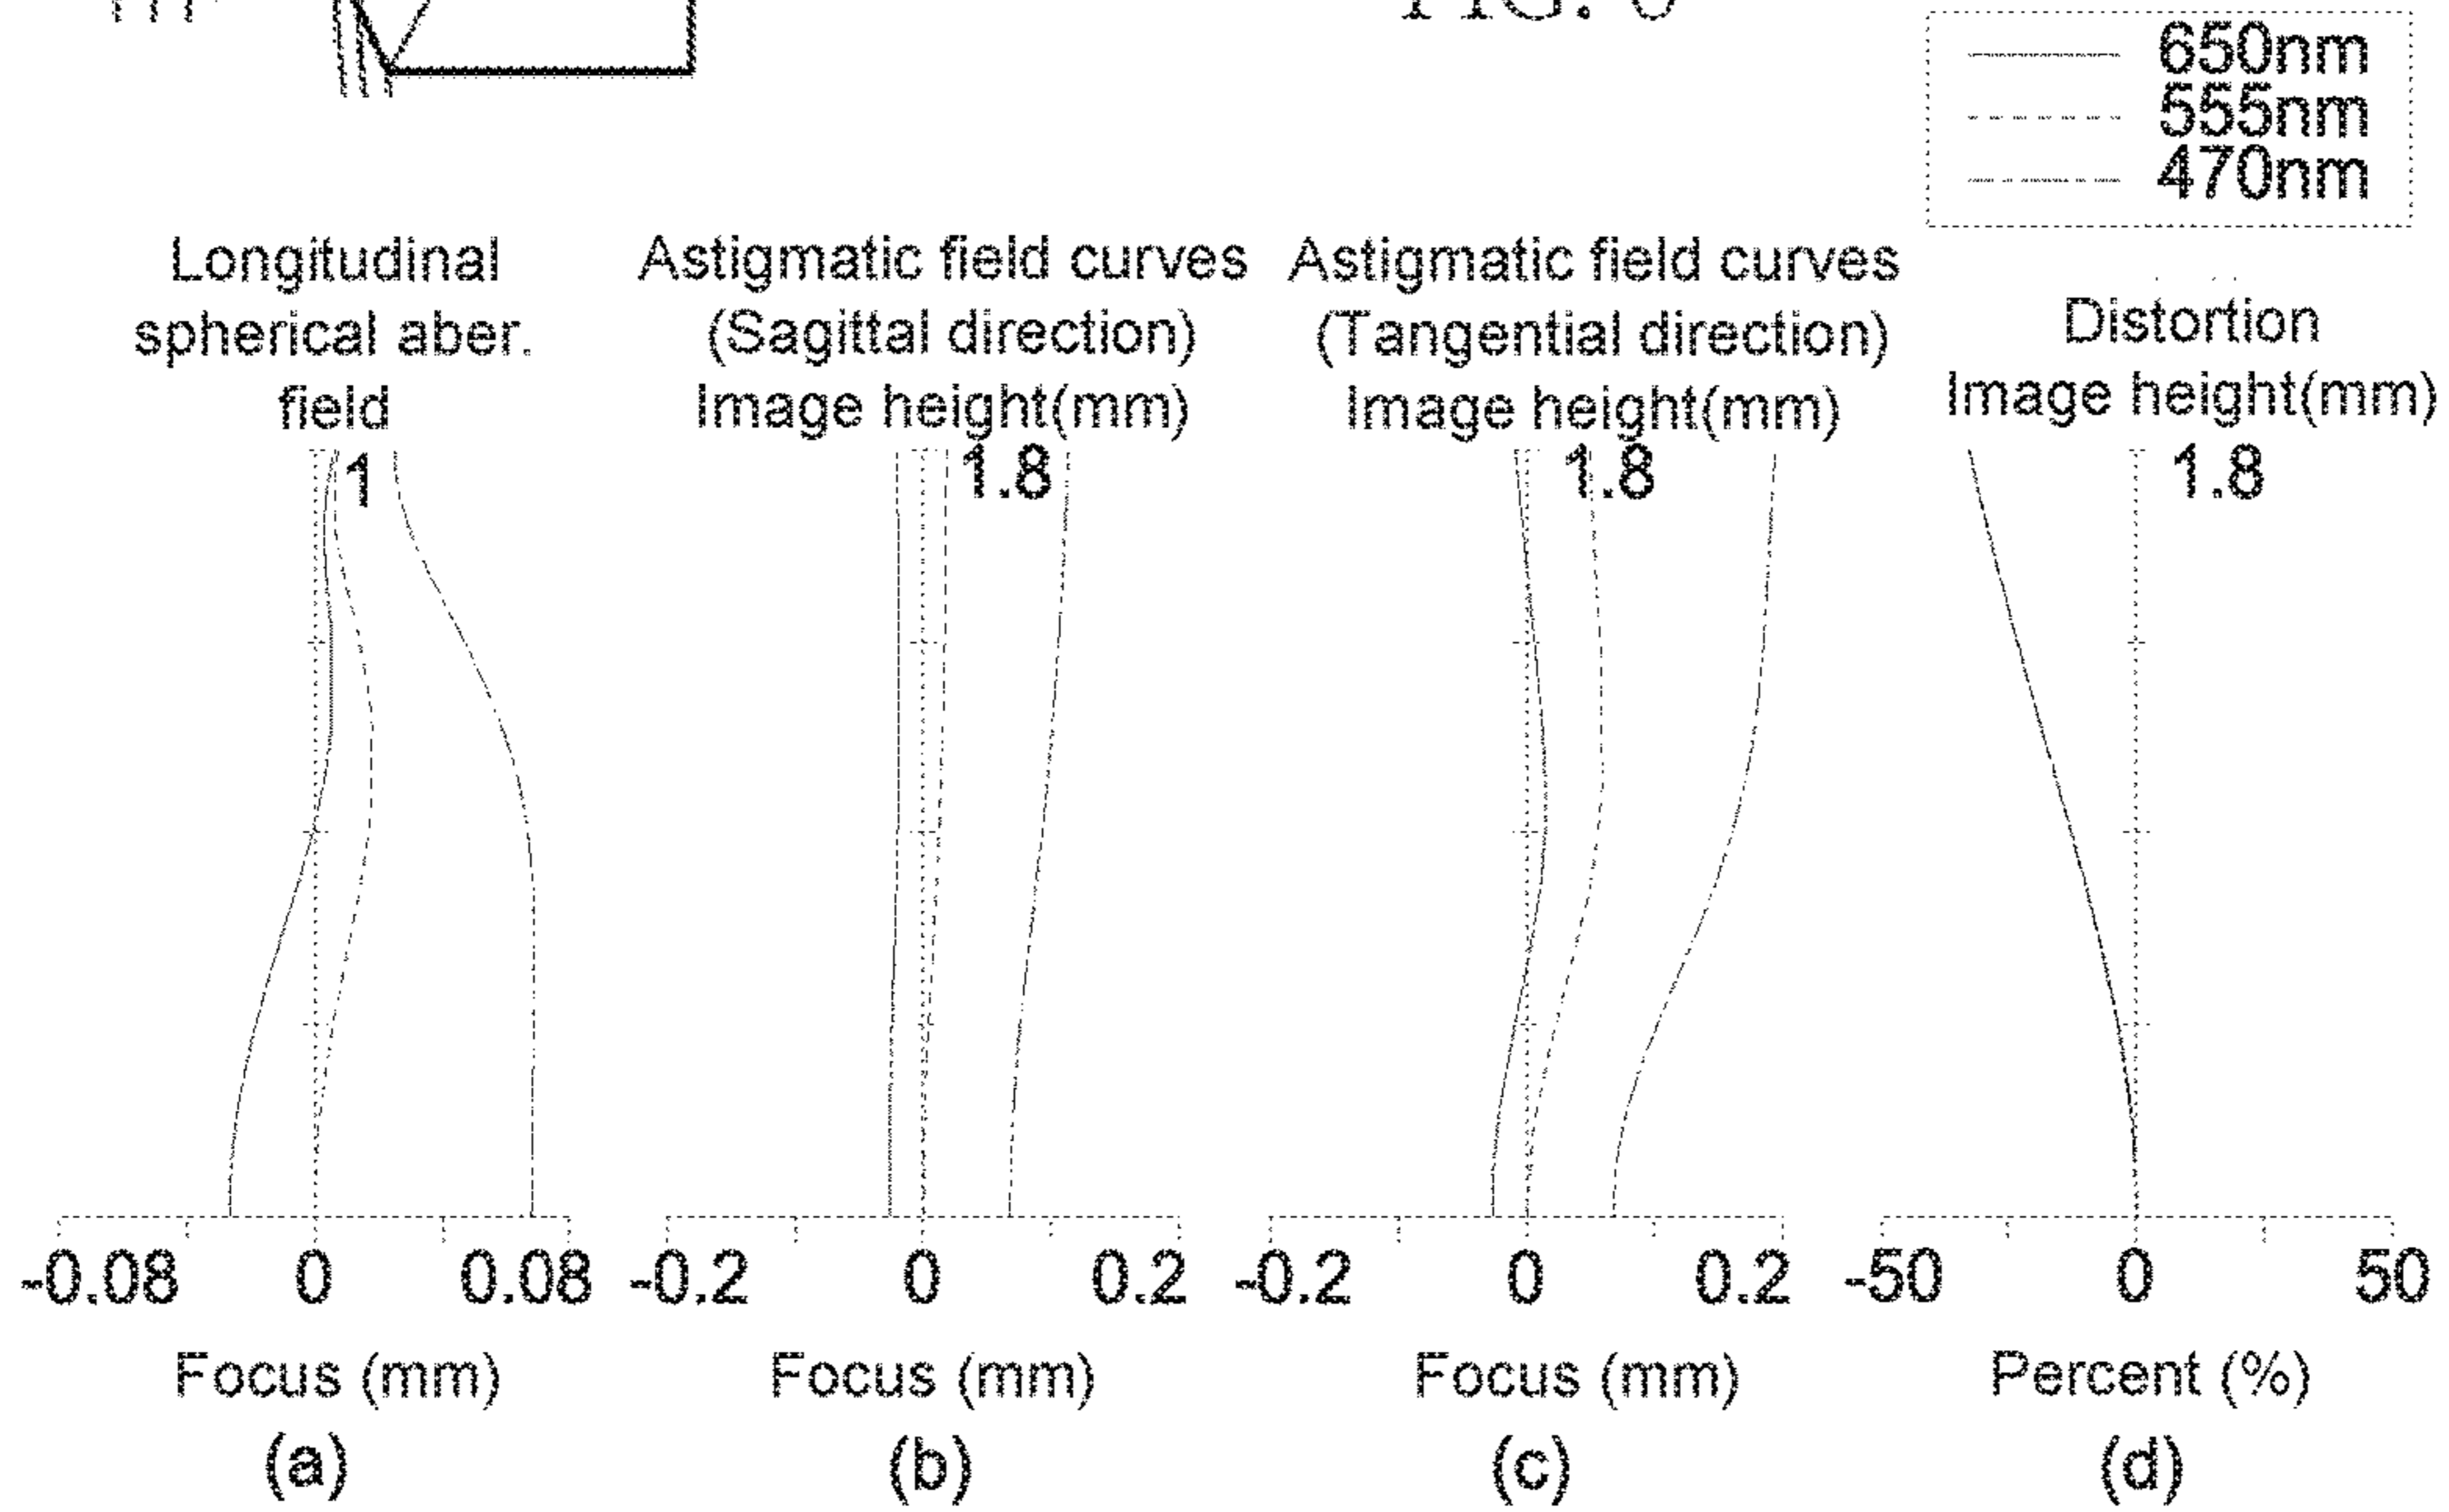 FIG. 6
650nm
555nm
470nm
Longitudinal
spherical aber.
field
1
Astigmatic field curves
(Sagittal direction)
Image height(mm)
1.8
Astigmatic field curves
(Tangential direction)
Image height(mm)
1.8
Distortion
Image height(mm)
1.8
-0.08 0 0.08
Focus (mm)
(a)
-0.2 0 0.2
Focus (mm)
(b)
-0.2 0 0.2
Focus (mm)
(c)
-50 0 50
Percent (%)
(d)